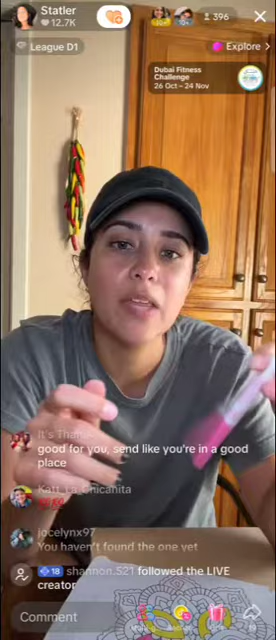 Statler
12.7K
396
League D1
Explore >
Dubai Fitness
Challenge
26 Oct – 24 Nov
good for you, send like you're in a good
place
Katt_La_Chicanita
jocelynx97
You haven't found the one yet
18 shannon.521 followed the LIVE
creator
Comment